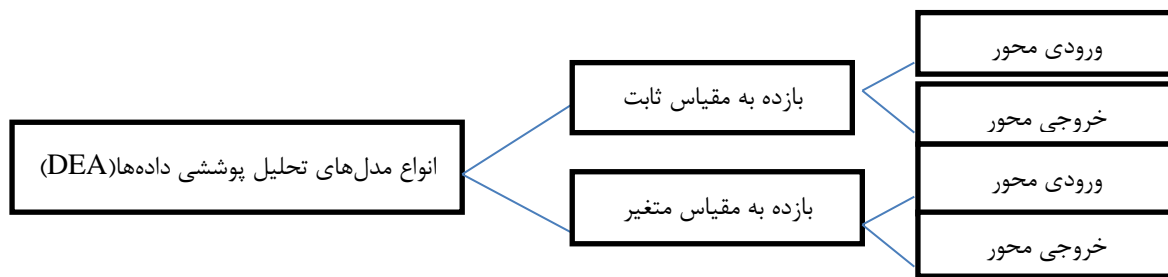 انواع مدل‌های تحلیل پوششی داده‌ها(DEA)
بازده به مقیاس ثابت
ورودی محور
خروجی محور
بازده به مقیاس متغیر
ورودی محور
خروجی محور